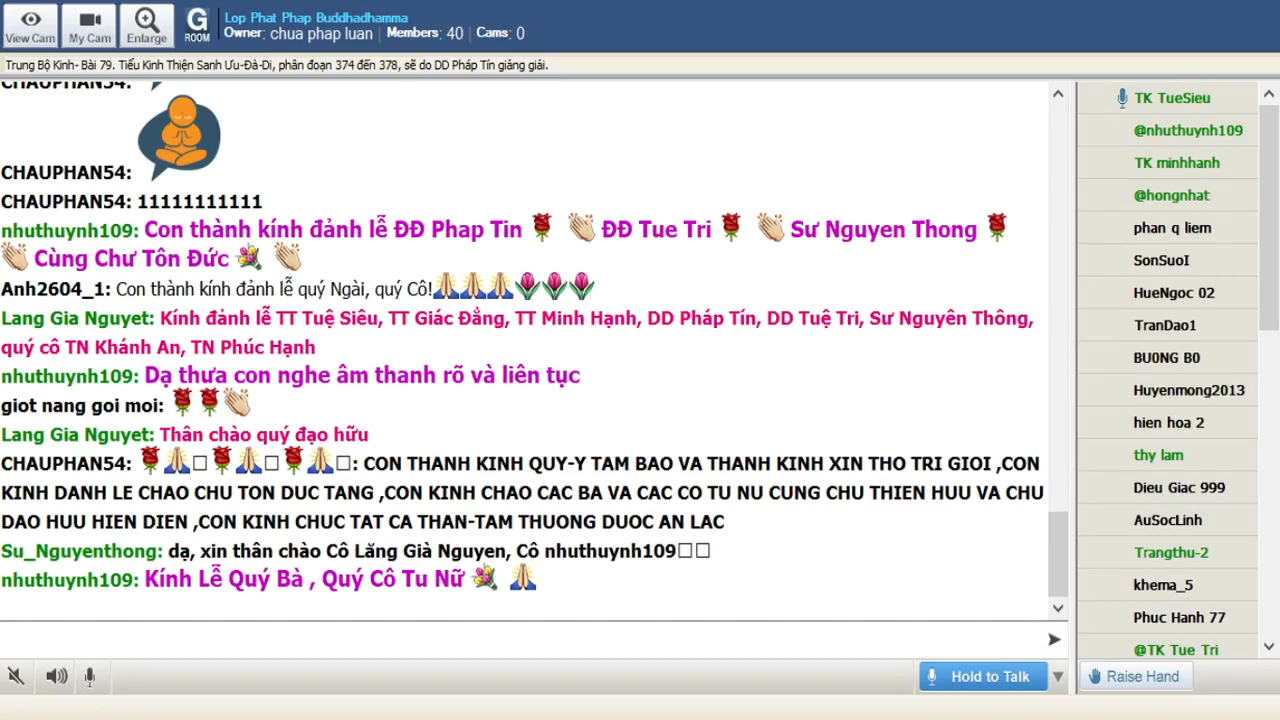 View Cam
My Cam
Enlarge
G
ROOM
Lop Phat Phap Buddhadhamma
Owner: chua phap luan | Members: 40 | Cams: 0
Trung Bộ Kinh- Bài 79. Tiểu Kinh Thiện Sanh Ưu-Đà-Di, phân đoạn 374 đến 378, sẽ do DD Pháp Tín giảng giải.
CHAUPHAN54:
CHAUPHAN54:
CHAUPHAN54: 11111111111
nhuthuynh109: Con thành kính đảnh lễ ĐĐ Phap Tin 🌹 👏 ĐĐ Tue Tri 🌹 👏 Sư Nguyen Thong 🌹
👏 Cùng Chư Tôn Đức 💐 👏
Anh2604_1: Con thành kính đảnh lễ quý Ngài, quý Cô!🙏🙏🙏🌷🌷🌷
Lang Gia Nguyet: Kính đảnh lễ TT Tuệ Siêu, TT Giác Đẳng, TT Minh Hạnh, DD Pháp Tín, DD Tuệ Tri, Sư Nguyên Thông,
quý cô TN Khánh An, TN Phúc Hạnh
nhuthuynh109: Dạ thưa con nghe âm thanh rõ và liên tục
giot nang goi moi: 🌹🌹👏
Lang Gia Nguyet: Thân chào quý đạo hữu
CHAUPHAN54: 🌹🙏□🌹🙏□🌹🙏□: CON THANH KINH QUY-Y TAM BAO VA THANH KINH XIN THO TRI GIOI ,CON
KINH DANH LE CHAO CHU TON DUC TANG ,CON KINH CHAO CAC BA VA CAC CO TU NU CUNG CHU THIEN HUU VA CHU
DAO HUU HIEN DIEN ,CON KINH CHUC TAT CA THAN-TAM THUONG DUOC AN LAC
Su_Nguyenthong: dạ, xin thân chào Cô Lăng Già Nguyen, Cô nhuthuynh109□□
nhuthuynh109: Kính Lễ Quý Bà , Quý Cô Tu Nữ 💐 🙏
Hold to Talk
TK TueSieu
@nhuthuynh109
TK minhhanh
@hongnhat
phan q liem
SonSuoI
HueNgoc 02
TranDao1
BU0NG B0
Huyenmong2013
hien hoa 2
thy lam
Dieu Giac 999
AuSocLinh
Trangthu-2
khema_5
Phuc Hanh 77
@TK Tue Tri
Raise Hand